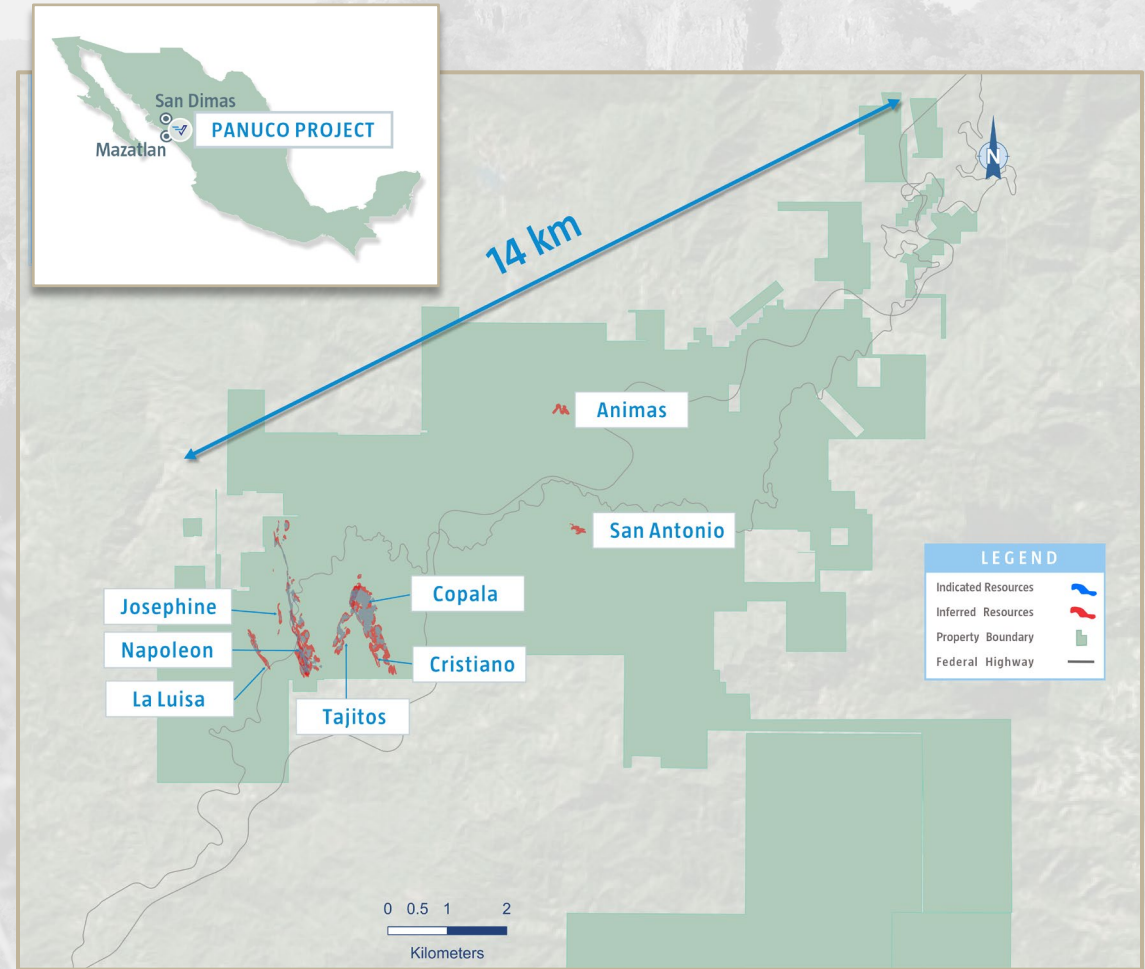 San Dimas
PANUCO PROJECT
Mazatlan
N
14 km
Animas
San Antonio
LEGEND
Indicated Resources
Inferred Resources
Property Boundary
Federal Highway
Josephine
Copala
Napoleon
Cristiano
La Luisa
Tajitos
0 0.5 1 2
Kilometers